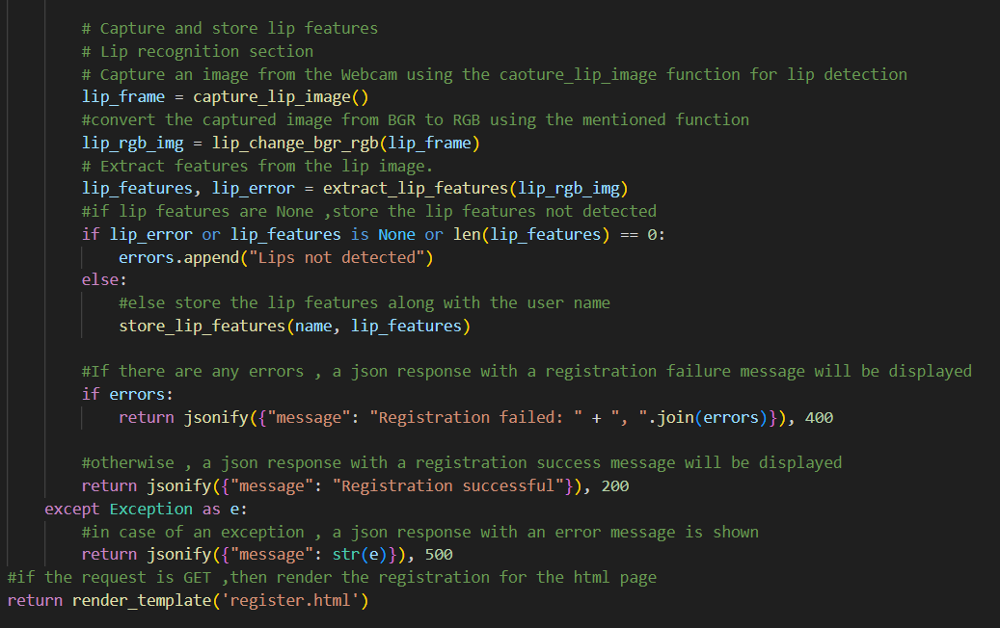 # Capture and store lip features
# Lip recognition section
# Capture an image from the Webcam using the caoture_lip_image function for lip detection
lip_frame = capture_lip_image()
#convert the captured image from BGR to RGB using the mentioned function
lip_rgb_img = lip_change_bgr_rgb(lip_frame)
# Extract features from the lip image.
lip_features, lip_error = extract_lip_features(lip_rgb_img)
#if lip features are None ,store the lip features not detected
if lip_error or lip_features is None or len(lip_features) == 0:
errors.append("Lips not detected")
else:
#else store the lip features along with the user name
store_lip_features(name, lip_features)
#If there are any errors , a json response with a registration failure message will be displayed
if errors:
return jsonify({"message": "Registration failed: " + ", ".join(errors)}), 400
#otherwise , a json response with a registration success message will be displayed
return jsonify({"message": "Registration successful"}), 200
except Exception as e:
#in case of an exception , a json response with an error message is shown
return jsonify({"message": str(e)}), 500
#if the request is GET ,then render the registration for the html page
return render_template('register.html')